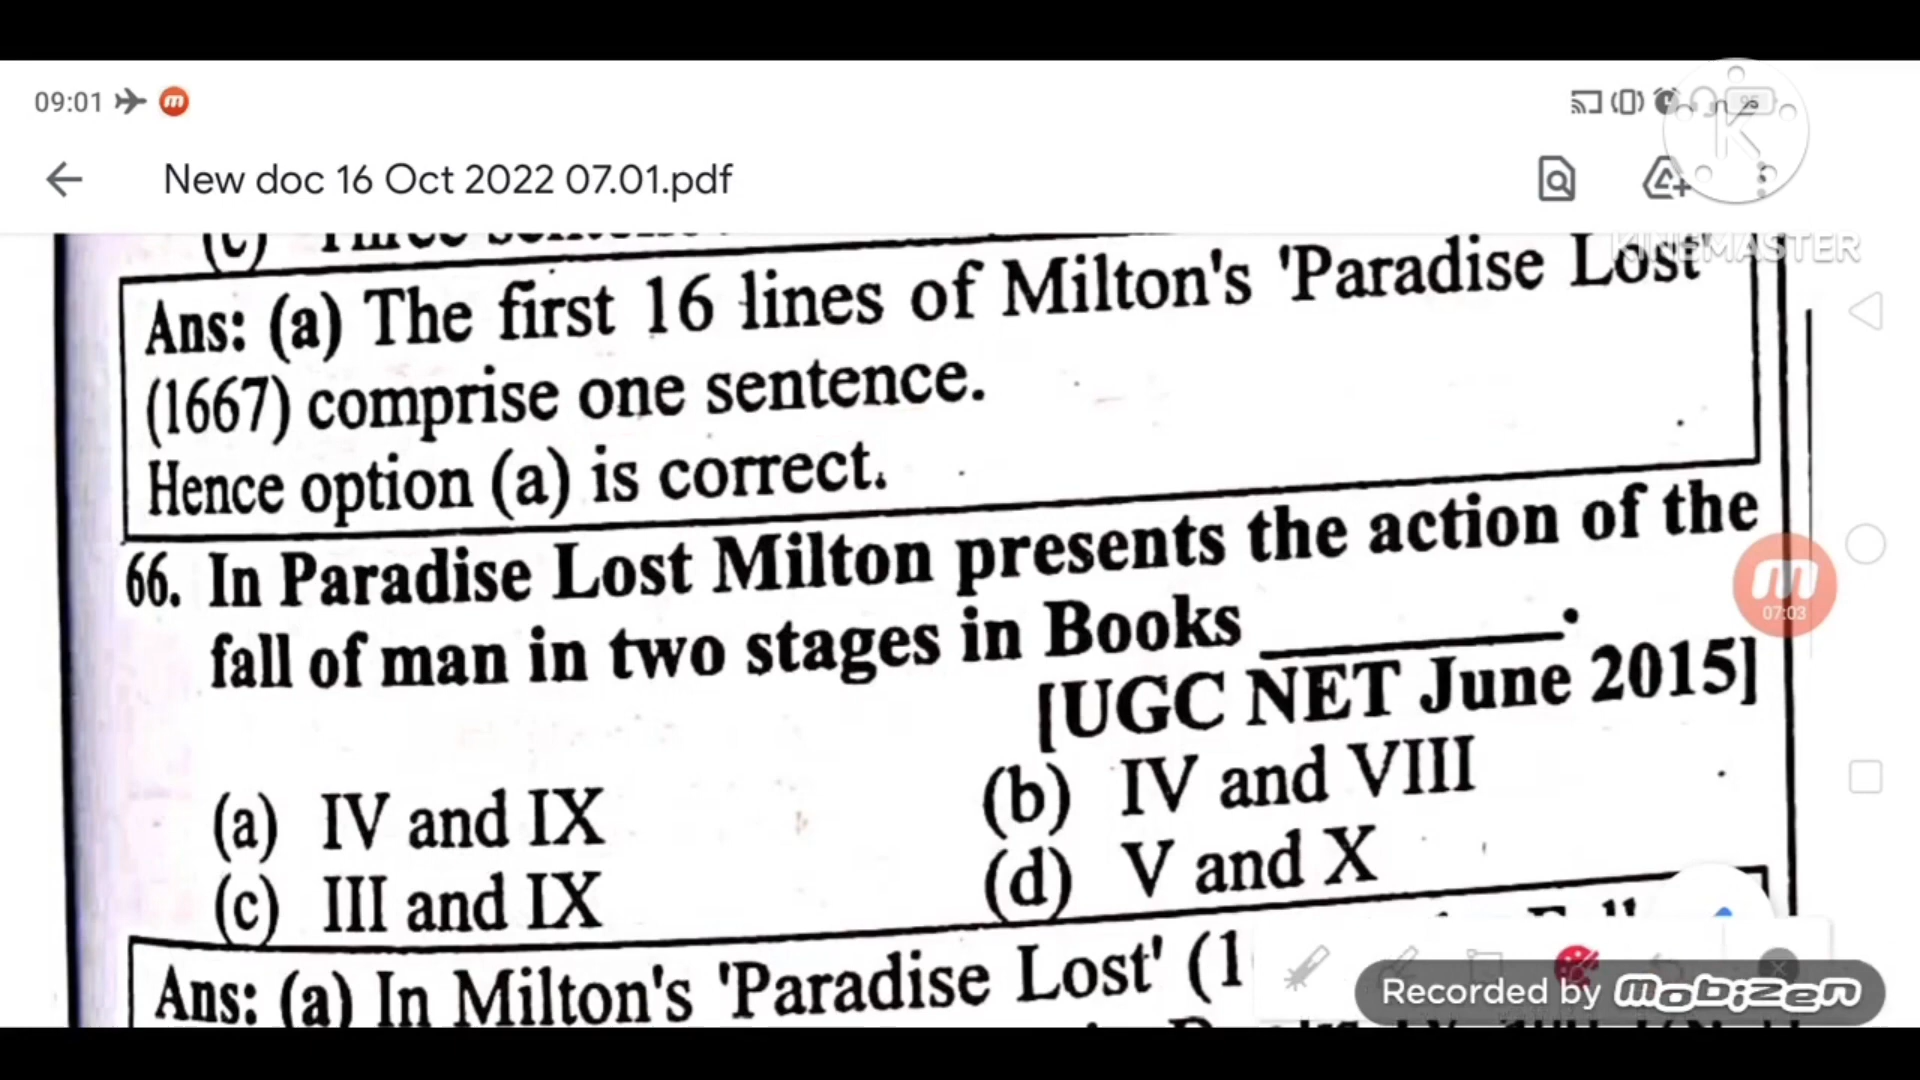 09:01
95
New doc 16 Oct 2022 07.01.pdf
KINEMASTER
(c) Three
Ans: (a) The first 16 lines of Milton's 'Paradise Lost'
(1667) comprise one sentence.
Hence option (a) is correct.
66. In Paradise Lost Milton presents the action of the
fall of man in two stages in Books ________.
[UGC NET June 2015]
07:03
(a) IV and IX
(b) IV and VIII
(c) III and IX
(d) V and X
Ans: (a) In Milton's 'Paradise Lost' (1
Recorded by mobizen